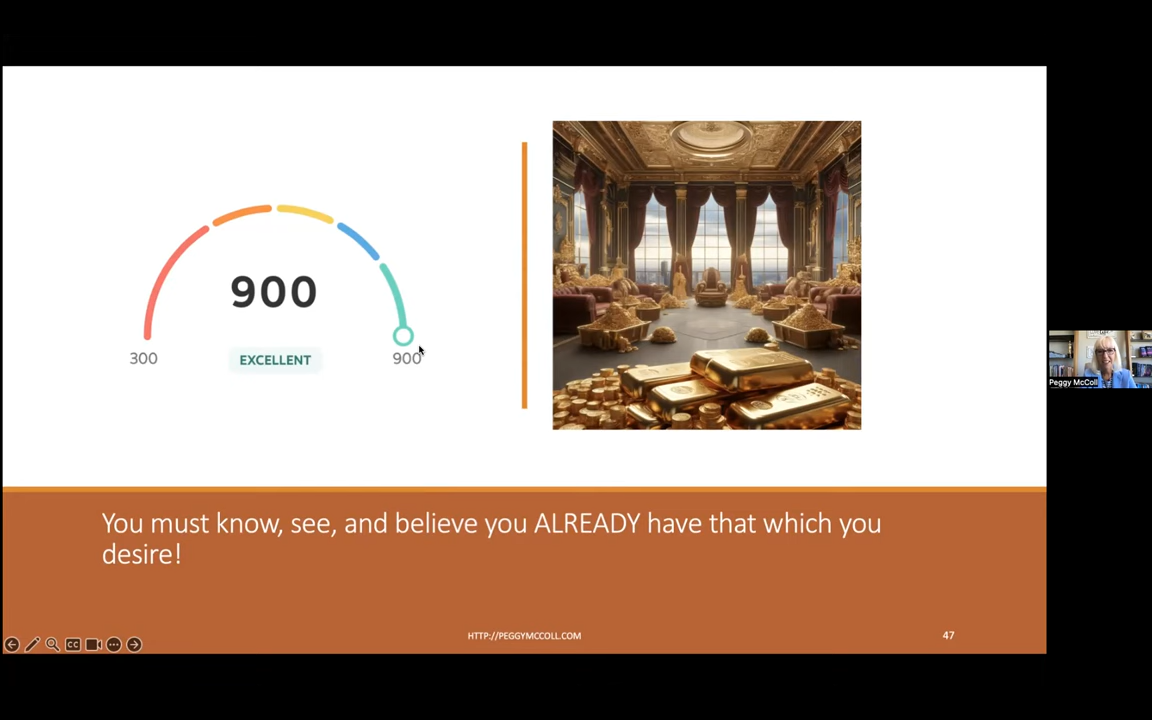 900
300
EXCELLENT
900
You must know, see, and believe you ALREADY have that which you
desire!
HTTP://PEGGYMCCOLL.COM
47
CC
Peggy McColl